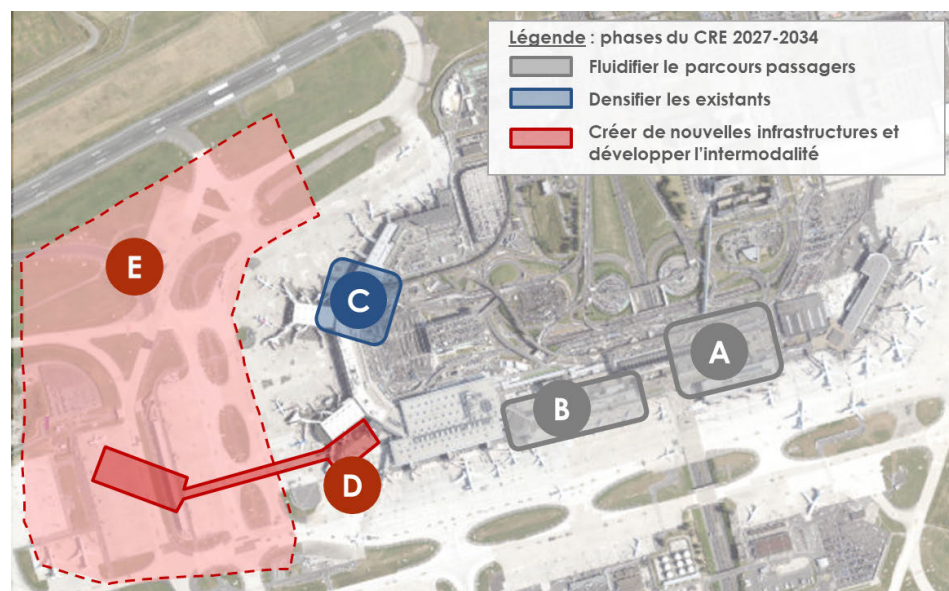 Légende : phases du CRE 2027-2034
Fluidifier le parcours passagers
Densifier les existants
Créer de nouvelles infrastructures et
développer l'intermodalité
E
C
A
B
D